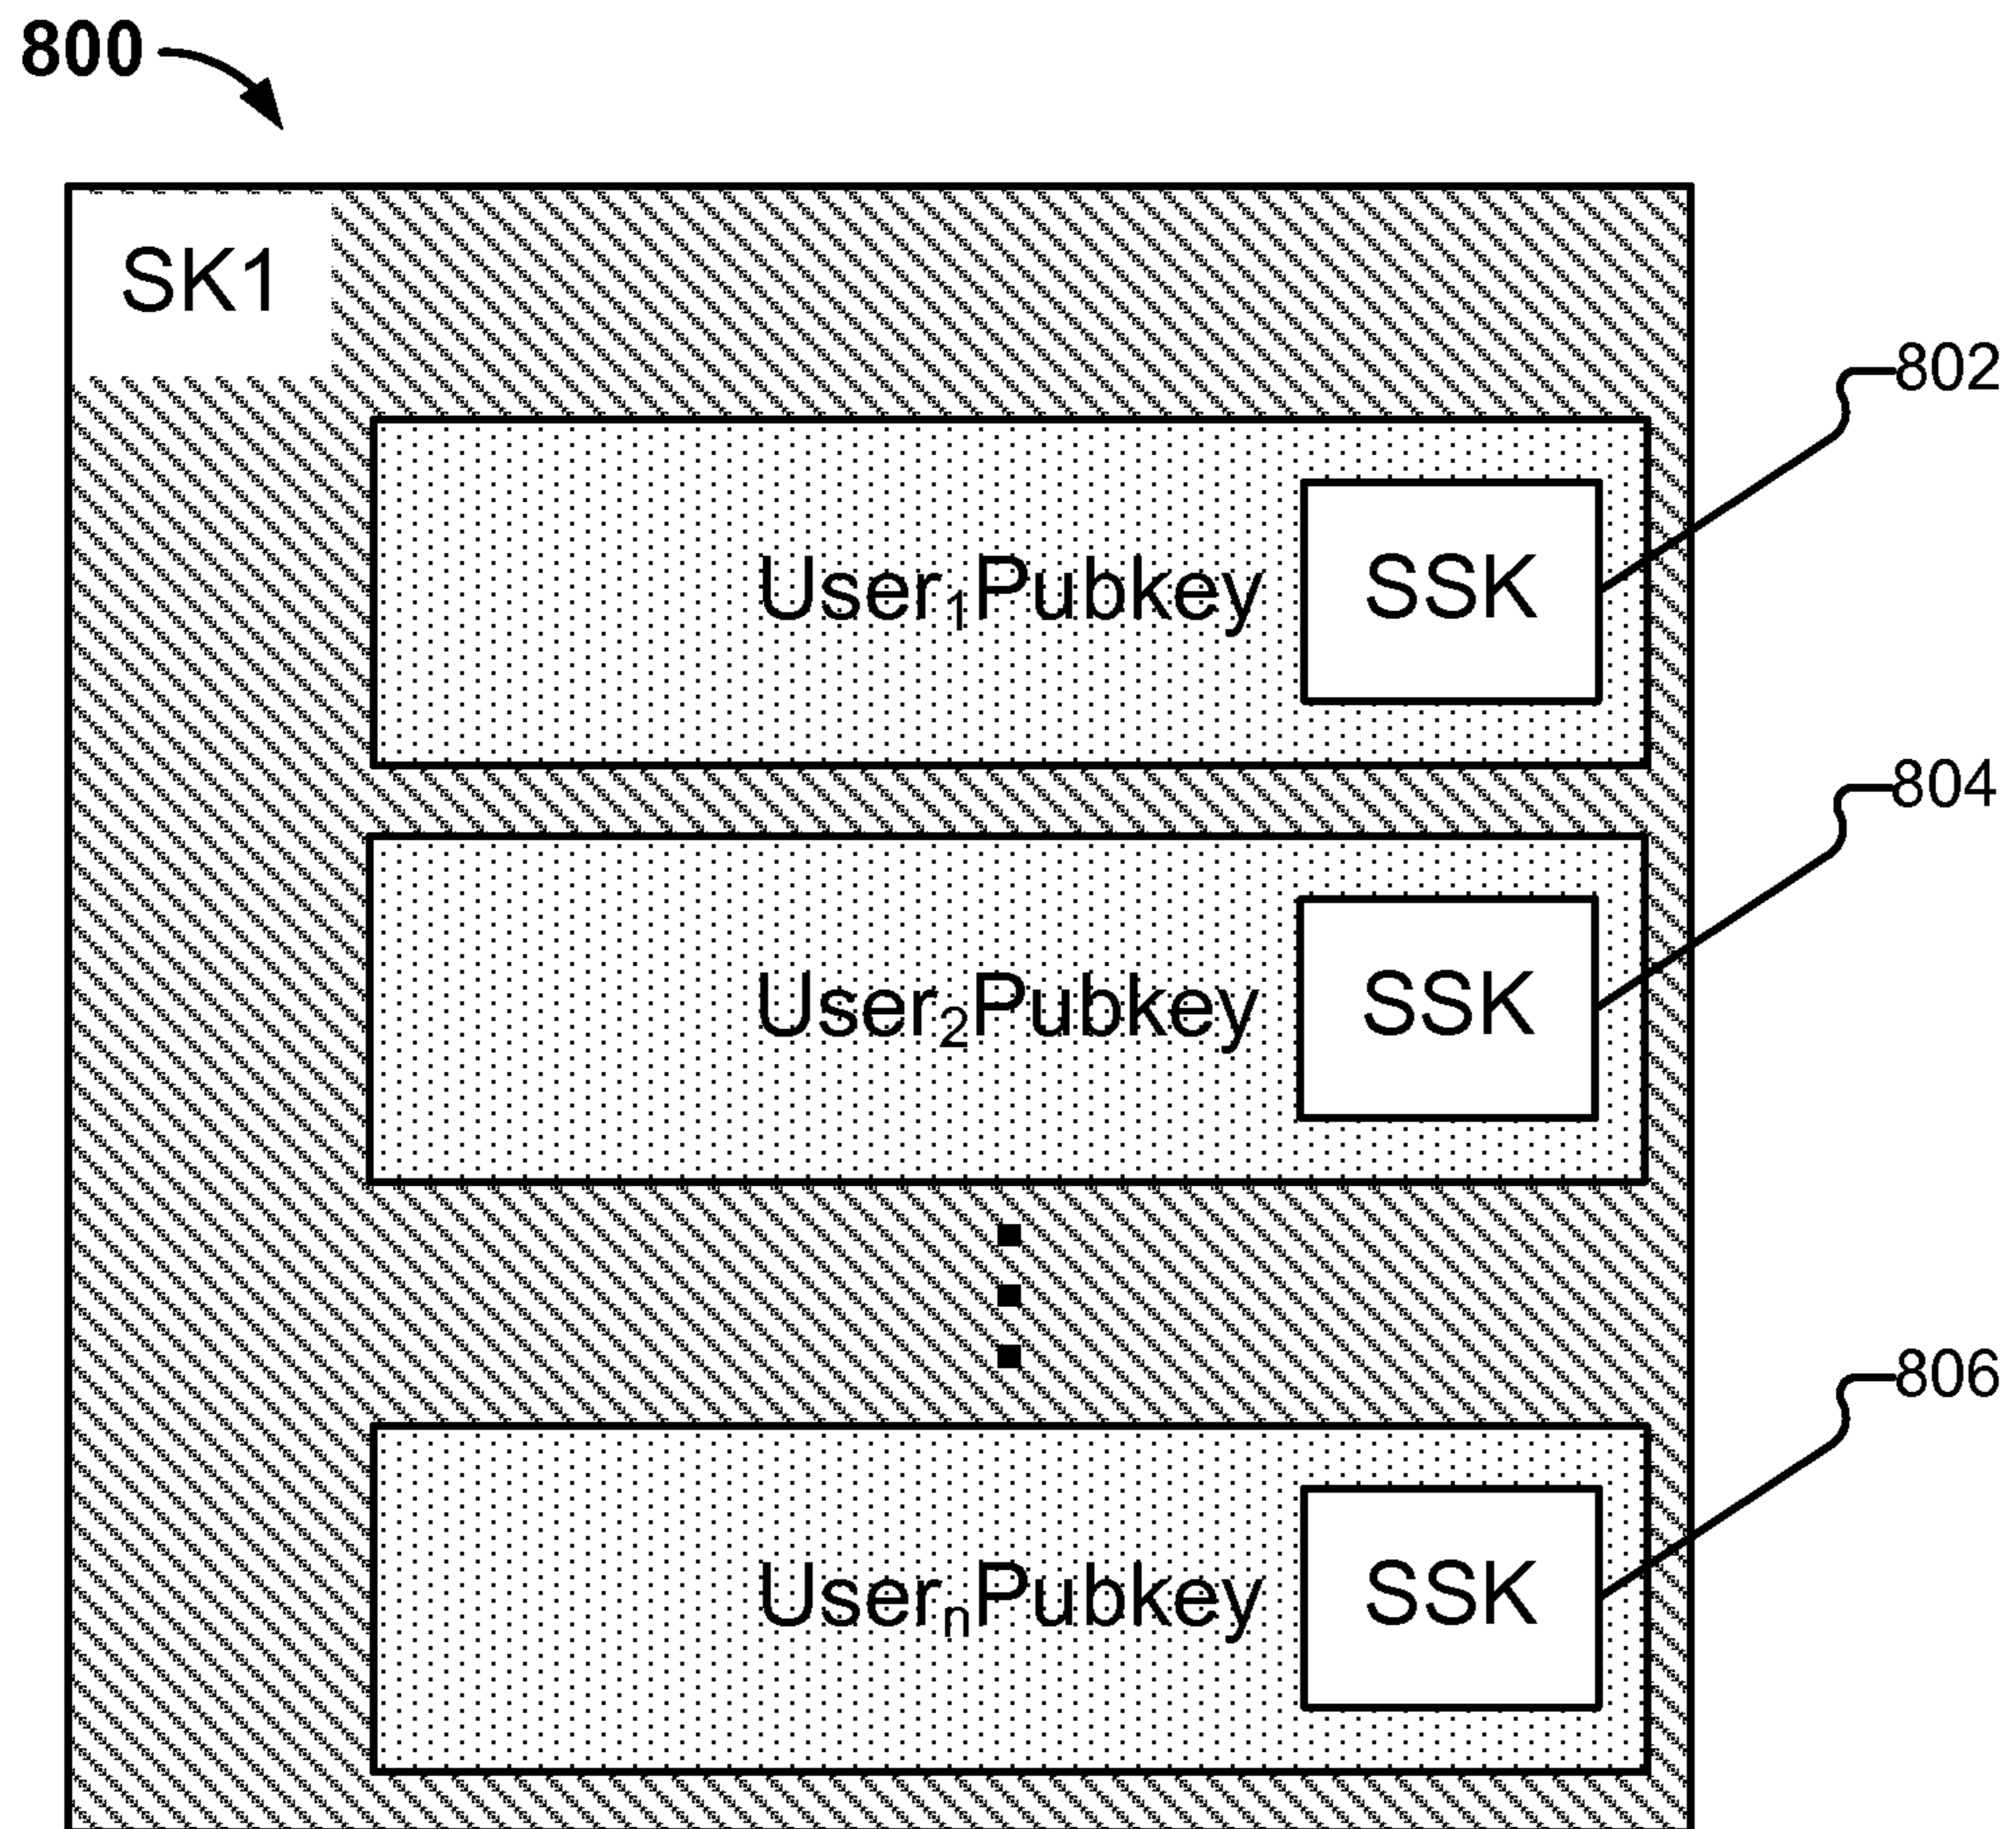 800
SK1
802
User₁Pubkey SSK
804
User₂Pubkey SSK
806
UserₙPubkey SSK